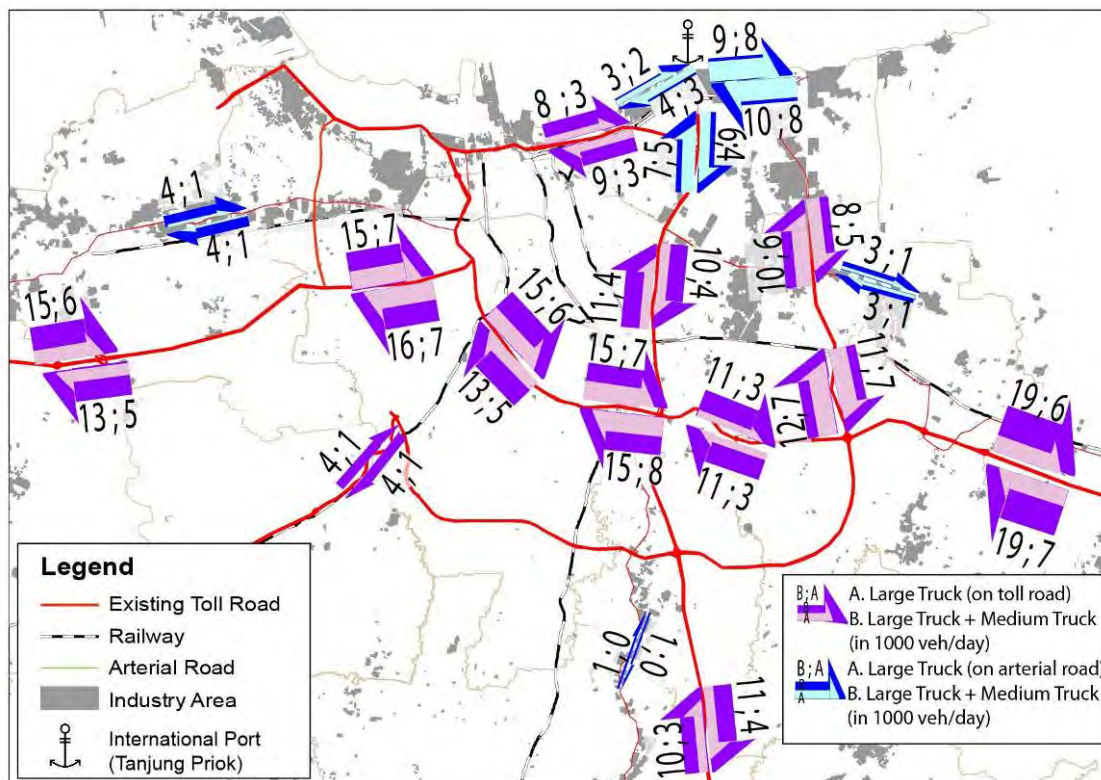 9;8
3;2
4;3
10;8
8 ;3
9;3
7;5
6;4
4;1
4;1
15;7
16;7
15;6
13;5
15;6
13;5
11;4
10;4
9;10
8;5
3;1
3;1
15;7
15;8
11;3
11;3
12;7
11;7
19;6
19;7
4;1
4;1
1;0
1;0
10;3
11;4
Legend
Existing Toll Road
Railway
Arterial Road
Industry Area
International Port
(Tanjung Priok)
B;A
B
A
A. Large Truck (on toll road)
B. Large Truck + Medium Truck
(in 1000 veh/day)
B;A
B
A
A. Large Truck (on arterial road)
B. Large Truck + Medium Truck
(in 1000 veh/day)